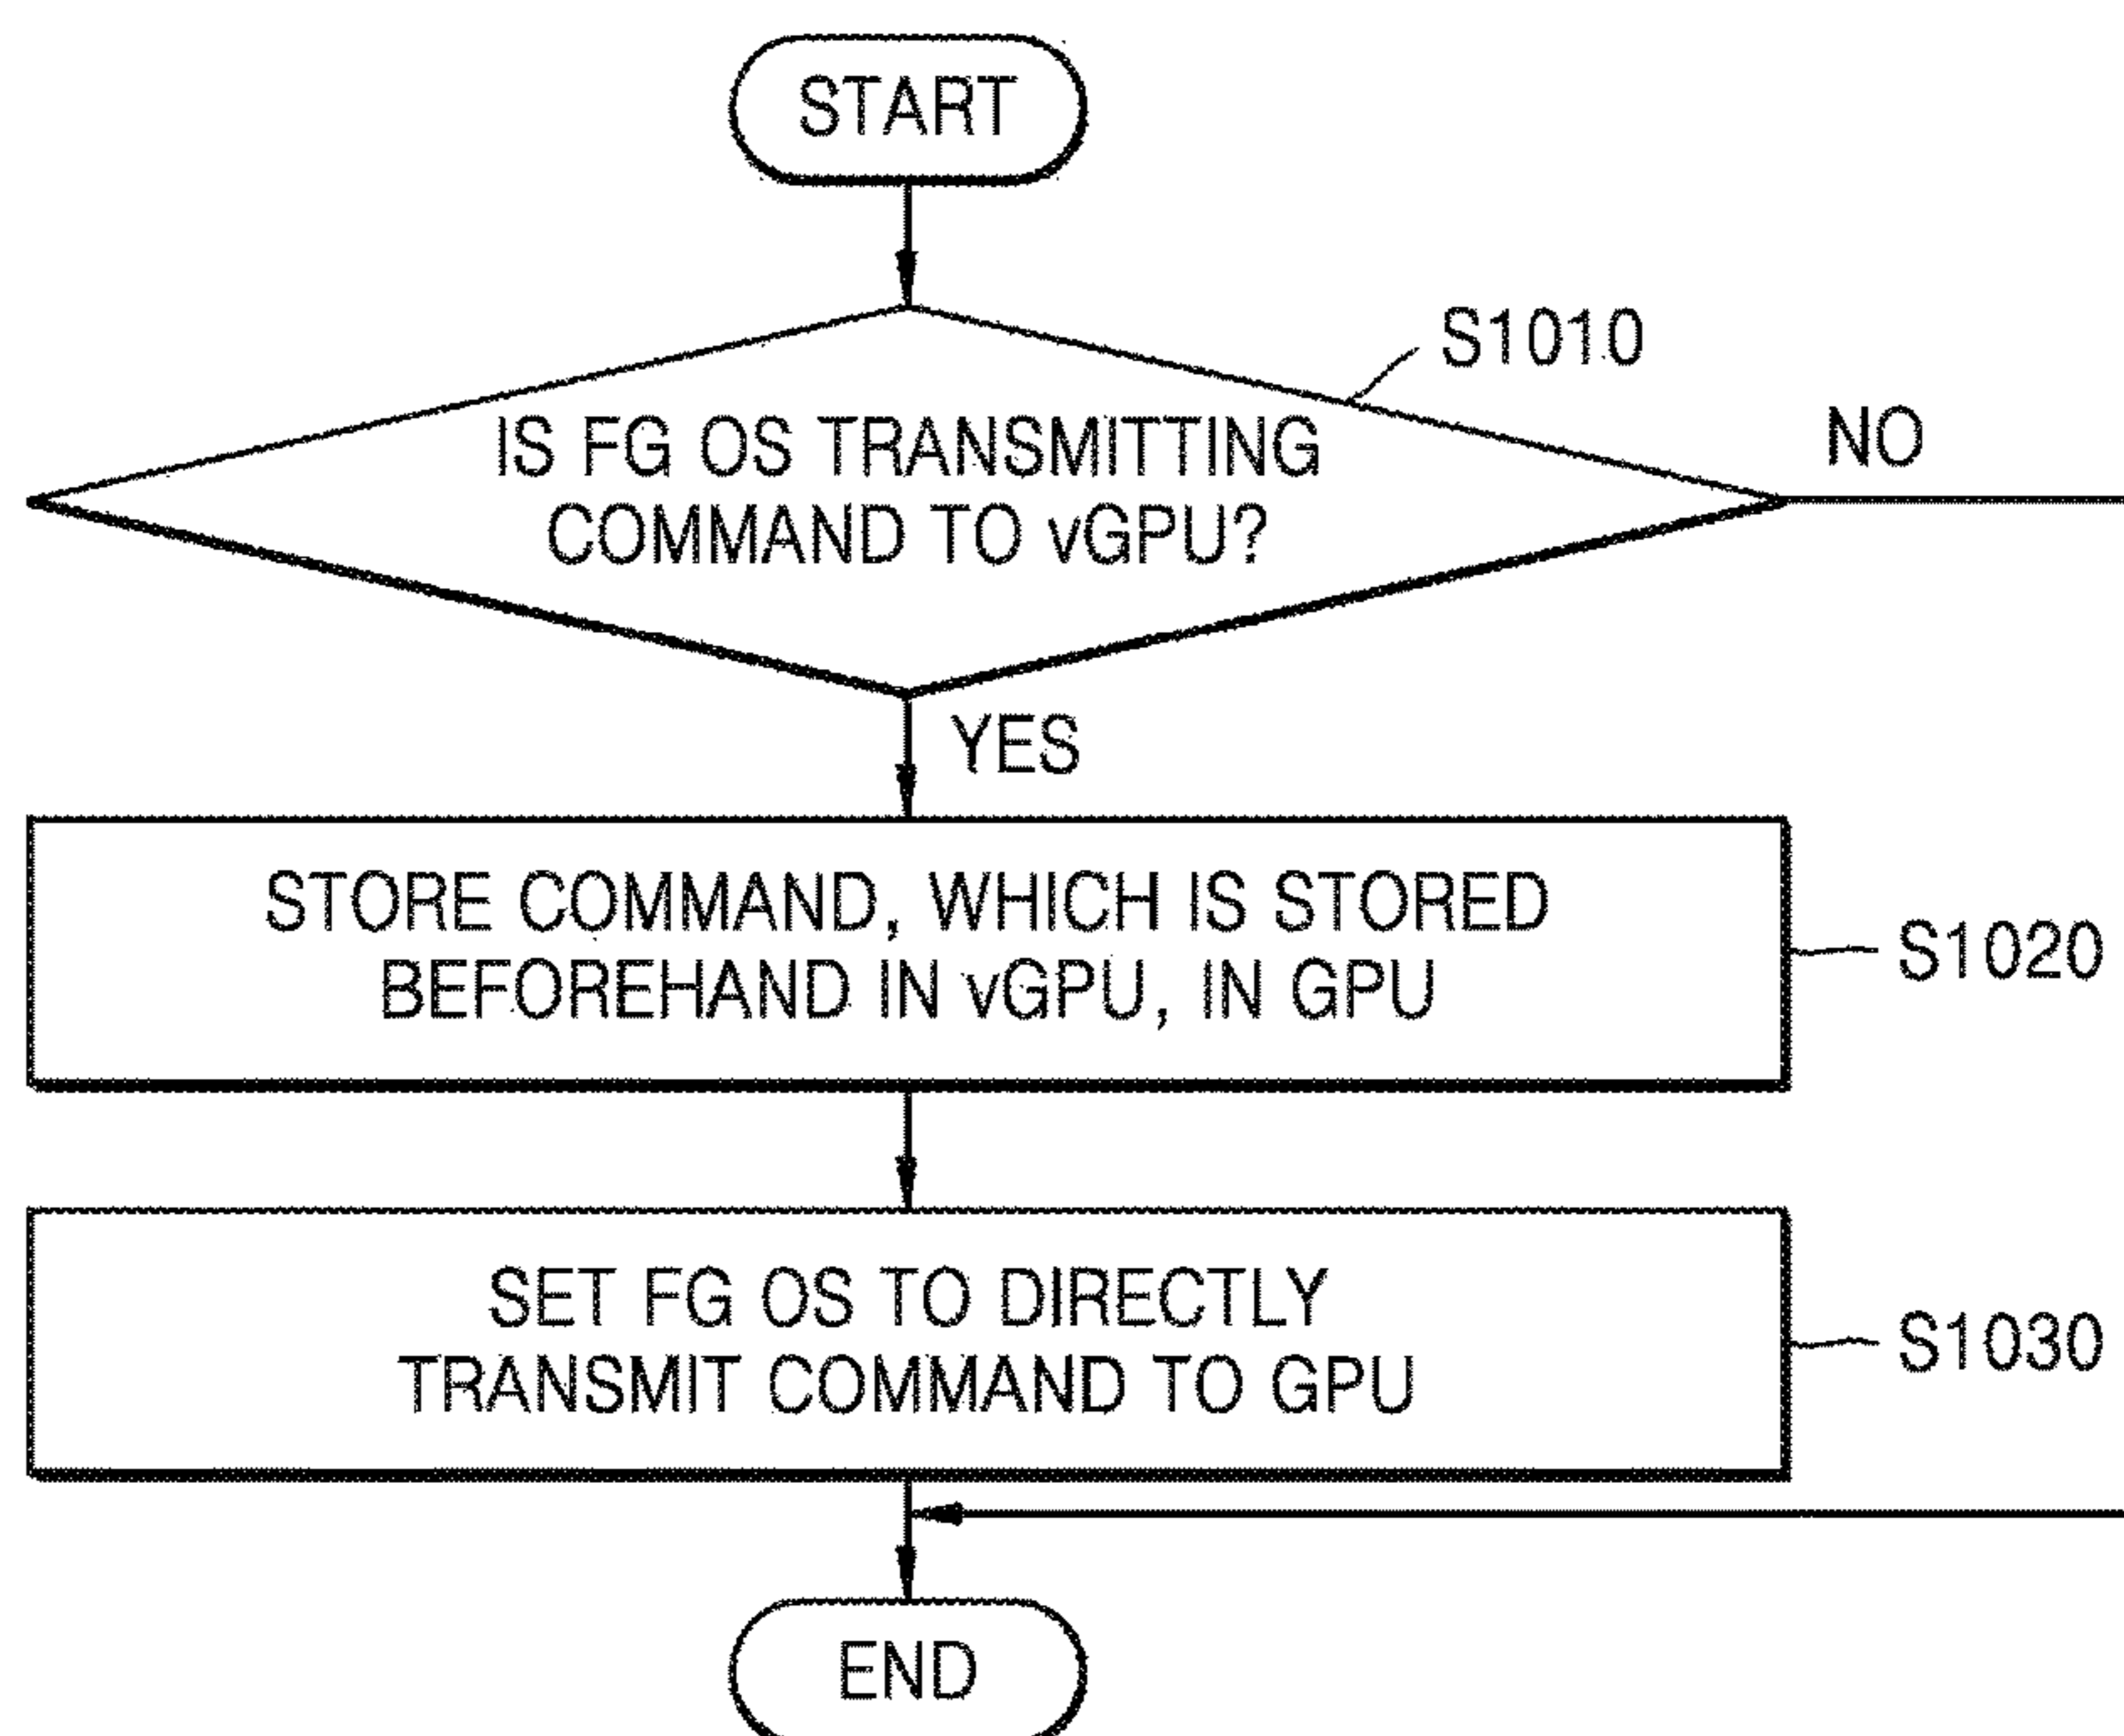 START
S1010
IS FG OS TRANSMITTING
COMMAND TO vGPU?
NO
YES
STORE COMMAND, WHICH IS STORED
BEFOREHAND IN vGPU, IN GPU
S1020
SET FG OS TO DIRECTLY
TRANSMIT COMMAND TO GPU
S1030
END